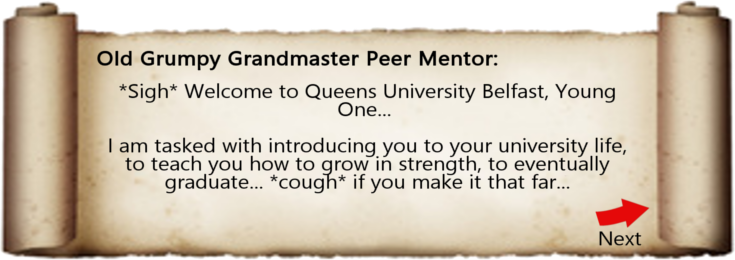 Old Grumpy Grandmaster Peer Mentor:
*Sigh* Welcome to Queens University Belfast, Young
One...
I am tasked with introducing you to your university life,
to teach you how to grow in strength, to eventually
graduate... *cough* if you make it that far...
Next